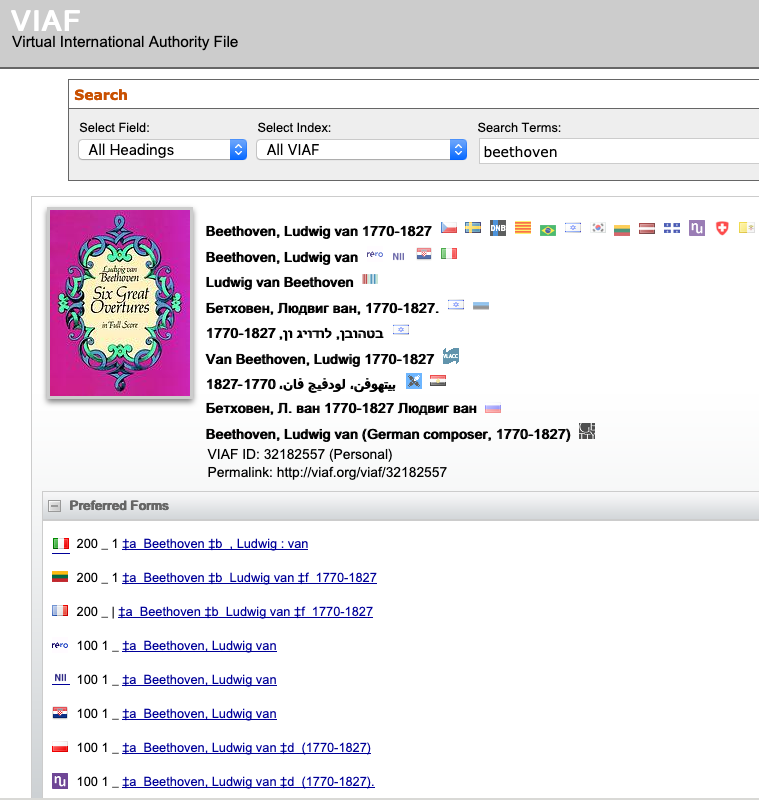 VIAF
Virtual International Authority File
Search
Select Field:
Select Index:
Search Terms:
All Headings
All VIAF
beethoven
Ludwig van
Beethoven
Six Great
Overtures
in Full Score
Beethoven, Ludwig van 1770-1827 DNB nu
Beethoven, Ludwig van rero NII
Ludwig van Beethoven
Бетховен, Людвиг ван, 1770-1827.
בטהובן, לודויג ון, 1770-1827
Van Beethoven, Ludwig 1770-1827 VLACC
بيتهوفن، لودفيج فان، 1770-1827
Бетховен, Л. ван 1770-1827 Людвиг ван
Beethoven, Ludwig van (German composer, 1770-1827)
VIAF ID: 32182557 (Personal)
Permalink: http://viaf.org/viaf/32182557
Preferred Forms
200 _ 1 ‡a Beethoven ‡b , Ludwig : van
200 _ 1 ‡a Beethoven ‡b Ludwig van ‡f 1770-1827
200 _ | ‡a Beethoven ‡b Ludwig van ‡f 1770-1827
rero 100 1 _ ‡a Beethoven, Ludwig van
NII 100 1 _ ‡a Beethoven, Ludwig van
100 1 _ ‡a Beethoven, Ludwig van
100 1 _ ‡a Beethoven, Ludwig van ‡d (1770-1827)
nu 100 1 _ ‡a Beethoven, Ludwig van ‡d (1770-1827).